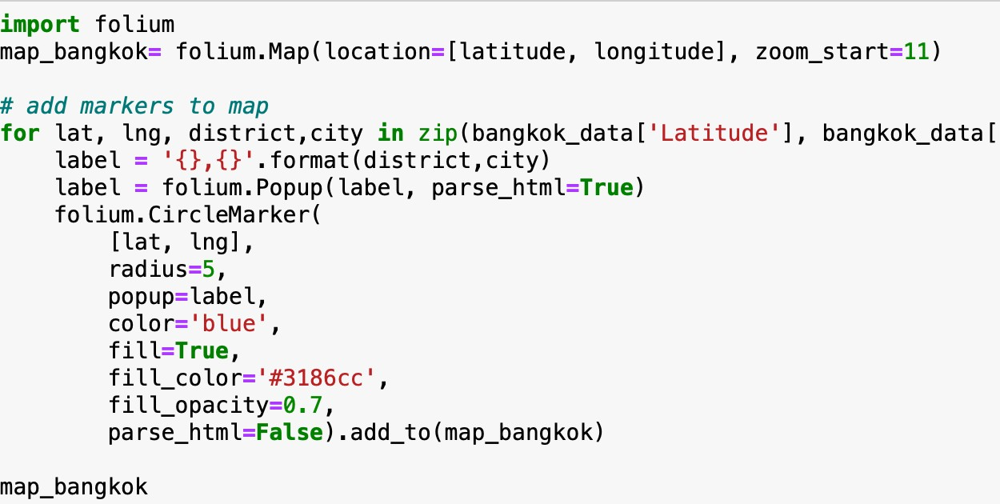 import folium
map_bangkok= folium.Map(location=[latitude, longitude], zoom_start=11)
# add markers to map
for lat, lng, district,city in zip(bangkok_data['Latitude'], bangkok_data[
    label = '{},{}'.format(district,city)
    label = folium.Popup(label, parse_html=True)
    folium.CircleMarker(
        [lat, lng],
        radius=5,
        popup=label,
        color='blue',
        fill=True,
        fill_color='#3186cc',
        fill_opacity=0.7,
        parse_html=False).add_to(map_bangkok)
map_bangkok